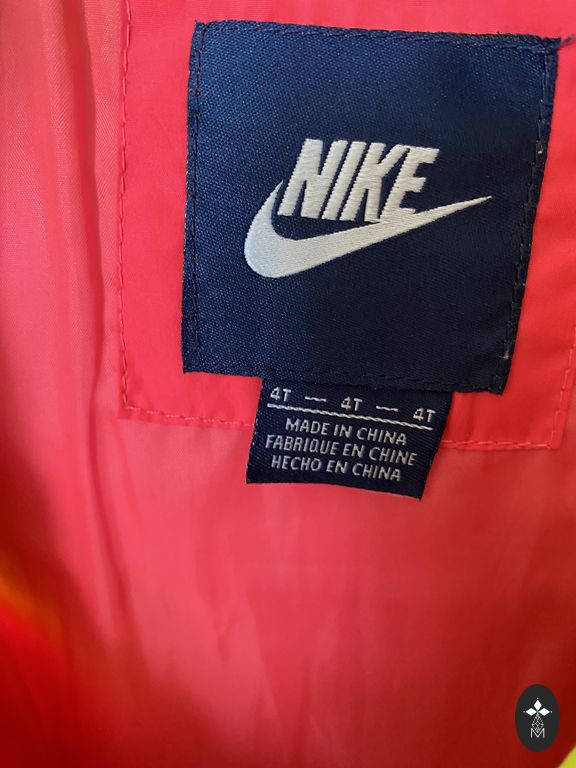 NIKE
4T — 4T — 4T
MADE IN CHINA
FABRIQUE EN CHINE
HECHO EN CHINA
M